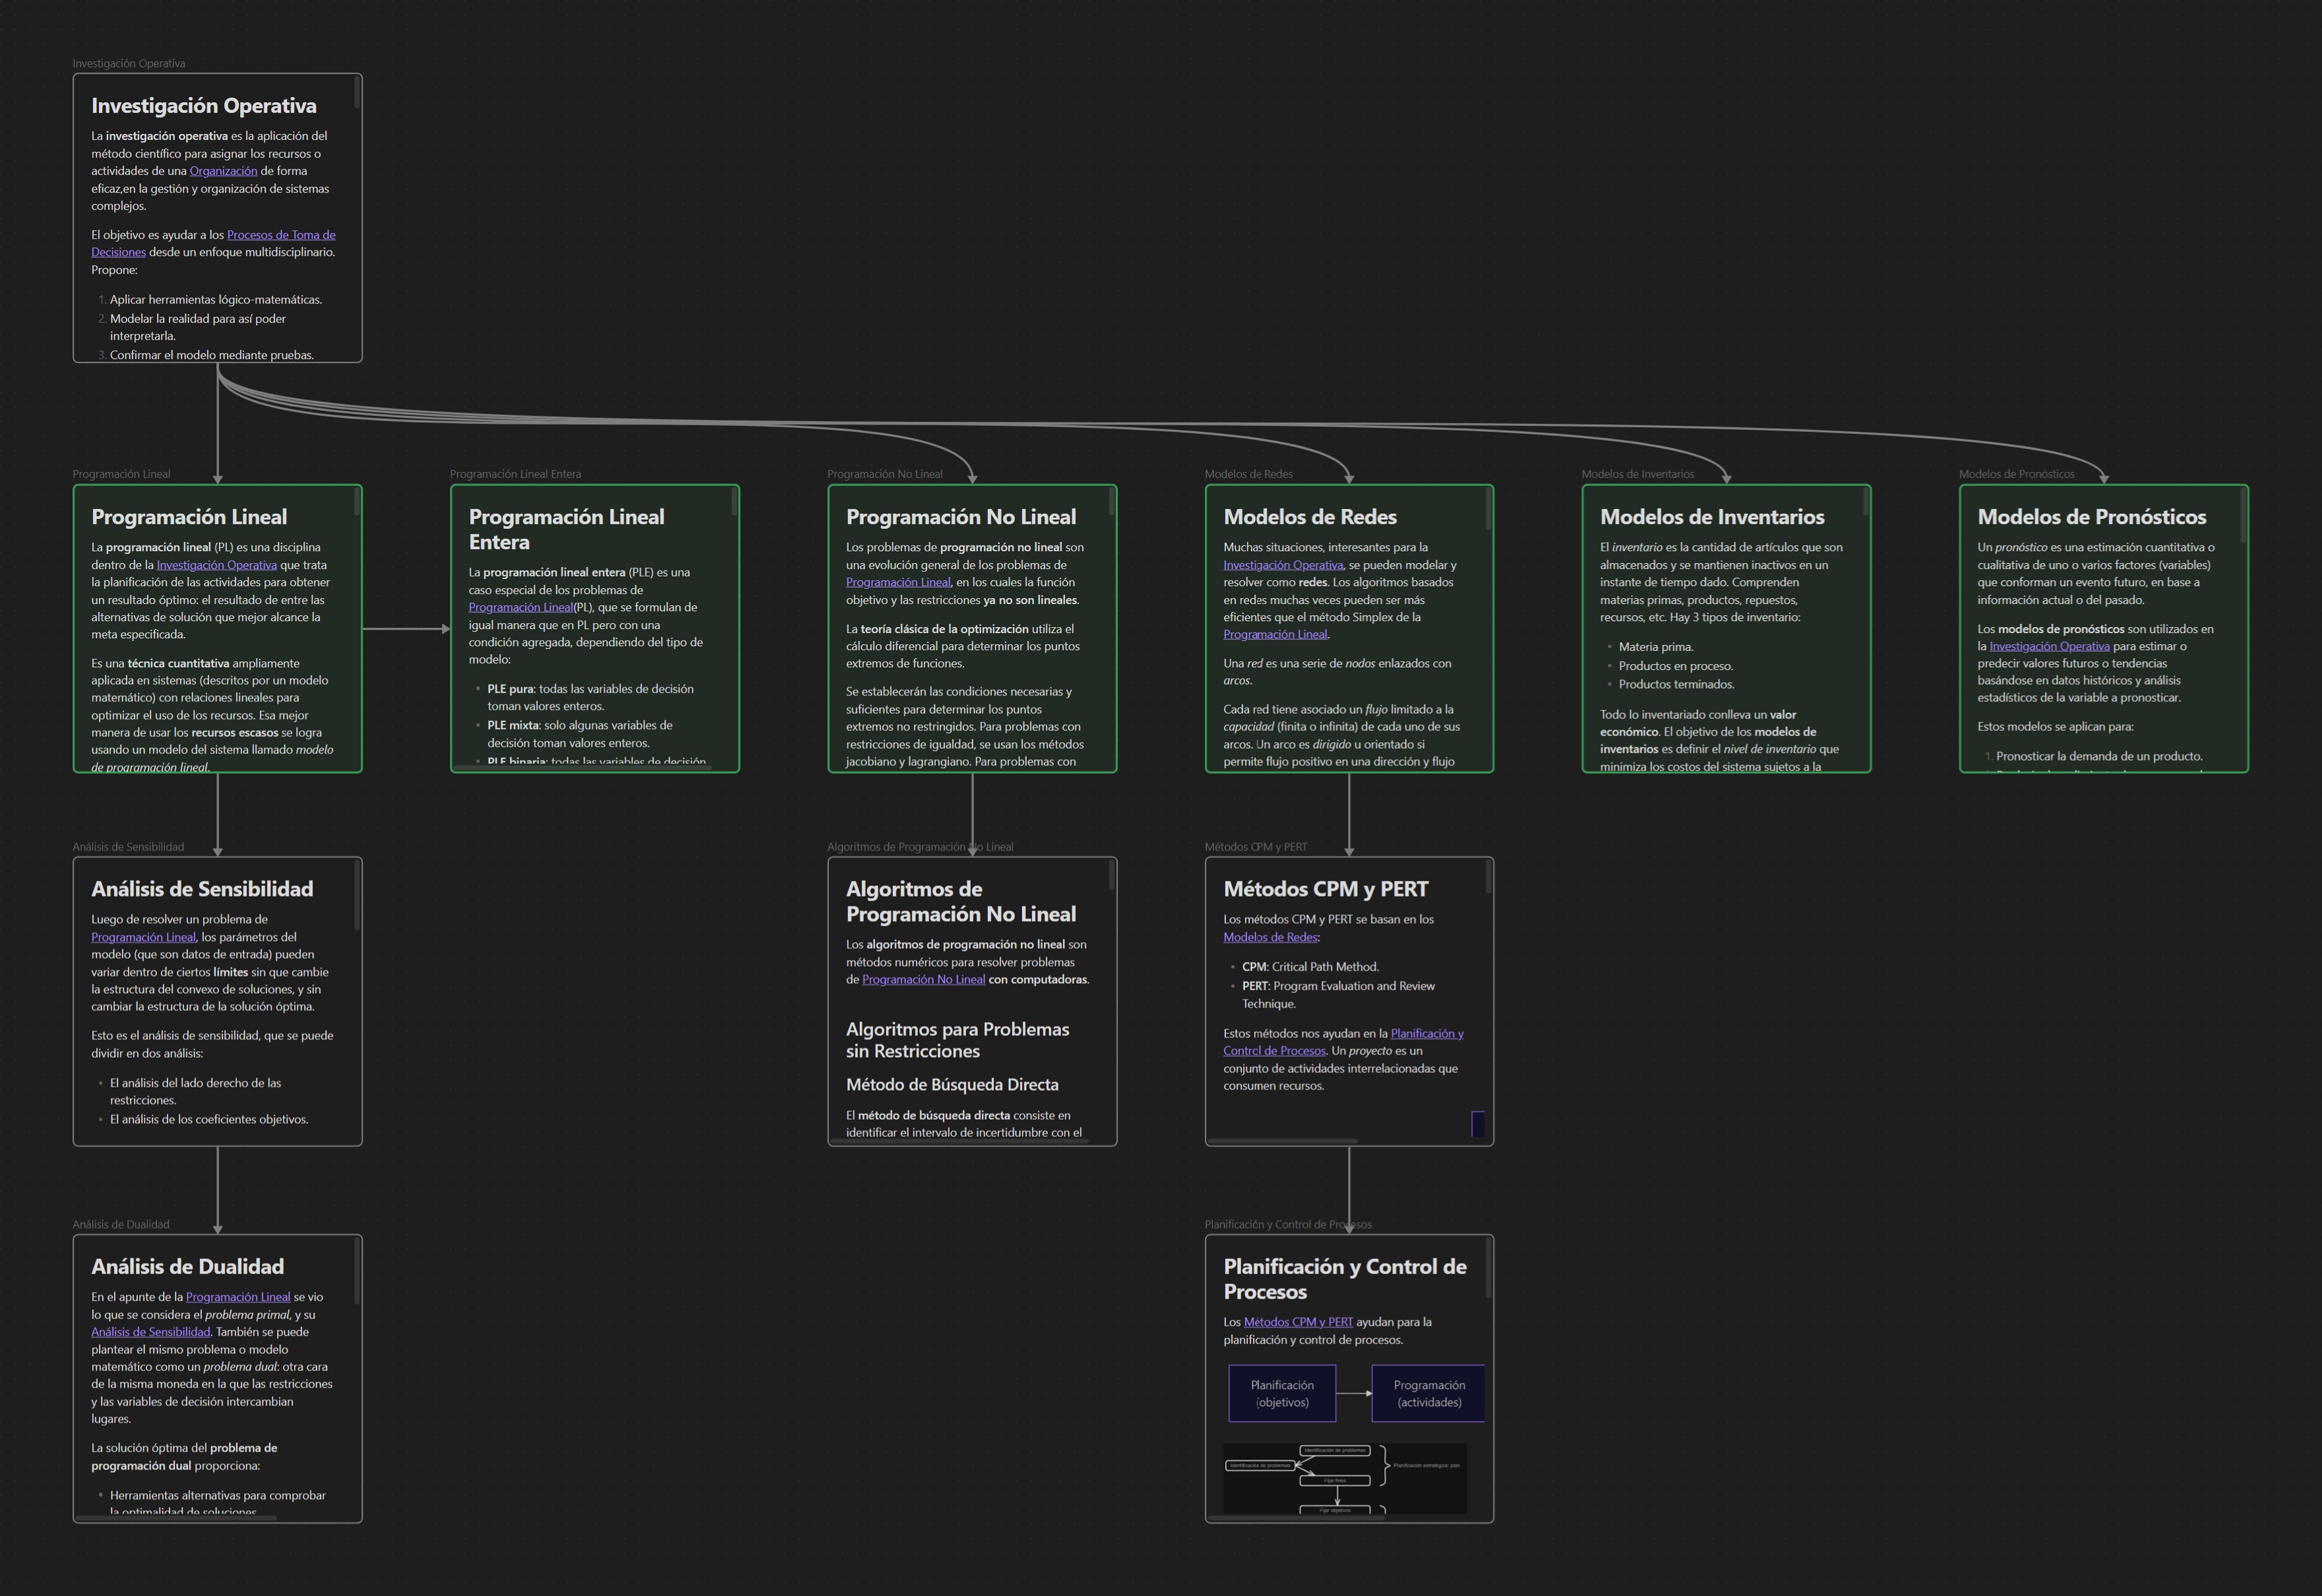 Investigación Operativa
Investigación Operativa
La investigación operativa es la aplicación del
método científico para asignar los recursos o
actividades de una Organización de forma
eficaz,en la gestión y organización de sistemas
complejos.
El objetivo es ayudar a los Procesos de Toma de
Decisiones desde un enfoque multidisciplinario.
Propone:
1. Aplicar herramientas lógico-matemáticas.
2. Modelar la realidad para así poder
interpretarla.
3. Confirmar el modelo mediante pruebas.
Programación Lineal
Programación Lineal
La programación lineal (PL) es una disciplina
dentro de la Investigación Operativa que trata
la planificación de las actividades para obtener
un resultado óptimo: el resultado de entre las
alternativas de solución que mejor alcance la
meta especificada.
Es una técnica cuantitativa ampliamente
aplicada en sistemas (descritos por un modelo
matemático) con relaciones lineales para
optimizar el uso de los recursos. Esa mejor
manera de usar los recursos escasos se logra
usando un modelo del sistema llamado modelo
de programación lineal.
Programación Lineal Entera
Programación Lineal
Entera
La programación lineal entera (PLE) es una
caso especial de los problemas de
Programación Lineal(PL), que se formulan de
igual manera que en PL pero con una
condición agregada, dependiendo del tipo de
modelo:
• PLE pura: todas las variables de decisión
toman valores enteros.
• PLE mixta: solo algunas variables de
decisión toman valores enteros.
• PLE binaria: todas las variables de decisión
Programación No Lineal
Programación No Lineal
Los problemas de programación no lineal son
una evolución general de los problemas de
Programación Lineal, en los cuales la función
objetivo y las restricciones ya no son lineales.
La teoría clásica de la optimización utiliza el
cálculo diferencial para determinar los puntos
extremos de funciones.
Se establecerán las condiciones necesarias y
suficientes para determinar los puntos
extremos no restringidos. Para problemas con
restricciones de igualdad, se usan los métodos
jacobiano y lagrangiano. Para problemas con
Modelos de Redes
Modelos de Redes
Muchas situaciones, interesantes para la
Investigación Operativa, se pueden modelar y
resolver como redes. Los algoritmos basados
en redes muchas veces pueden ser más
eficientes que el método Simplex de la
Programación Lineal.
Una red es una serie de nodos enlazados con
arcos.
Cada red tiene asociado un flujo limitado a la
capacidad (finita o infinita) de cada uno de sus
arcos. Un arco es dirigido u orientado si
permite flujo positivo en una dirección y flujo
Modelos de Inventarios
Modelos de Inventarios
El inventario es la cantidad de artículos que son
almacenados y se mantienen inactivos en un
instante de tiempo dado. Comprenden
materias primas, productos, repuestos,
recursos, etc. Hay 3 tipos de inventario:
• Materia prima.
• Productos en proceso.
• Productos terminados.
Todo lo inventariado conlleva un valor
económico. El objetivo de los modelos de
inventarios es definir el nivel de inventario que
minimiza los costos del sistema sujetos a la
Modelos de Pronósticos
Modelos de Pronósticos
Un pronóstico es una estimación cuantitativa o
cualitativa de uno o varios factores (variables)
que conforman un evento futuro, en base a
información actual o del pasado.
Los modelos de pronósticos son utilizados en
la Investigación Operativa para estimar o
predecir valores futuros o tendencias
basándose en datos históricos y análisis
estadísticos de la variable a pronosticar.
Estos modelos se aplican para:
1. Pronosticar la demanda de un producto.
Análisis de Sensibilidad
Análisis de Sensibilidad
Luego de resolver un problema de
Programación Lineal, los parámetros del
modelo (que son datos de entrada) pueden
variar dentro de ciertos límites sin que cambie
la estructura del convexo de soluciones, y sin
cambiar la estructura de la solución óptima.
Esto es el análisis de sensibilidad, que se puede
dividir en dos análisis:
• El análisis del lado derecho de las
restricciones.
• El análisis de los coeficientes objetivos.
Algoritmos de Programación No Lineal
Algoritmos de
Programación No Lineal
Los algoritmos de programación no lineal son
métodos numéricos para resolver problemas
de Programación No Lineal con computadoras.
Algoritmos para Problemas
sin Restricciones
Método de Búsqueda Directa
El método de búsqueda directa consiste en
identificar el intervalo de incertidumbre con el
Métodos CPM y PERT
Métodos CPM y PERT
Los métodos CPM y PERT se basan en los
Modelos de Redes:
• CPM: Critical Path Method.
• PERT: Program Evaluation and Review
Technique.
Estos métodos nos ayudan en la Planificación y
Control de Procesos. Un proyecto es un
conjunto de actividades interrelacionadas que
consumen recursos.
Análisis de Dualidad
Análisis de Dualidad
En el apunte de la Programación Lineal se vio
lo que se considera el problema primal, y su
Análisis de Sensibilidad. También se puede
plantear el mismo problema o modelo
matemático como un problema dual: otra cara
de la misma moneda en la que las restricciones
y las variables de decisión intercambian
lugares.
La solución óptima del problema de
programación dual proporciona:
• Herramientas alternativas para comprobar
la optimalidad de soluciones
Planificación y Control de Procesos
Planificación y Control de
Procesos
Los Métodos CPM y PERT ayudan para la
planificación y control de procesos.
Planificación
(objetivos)
Programación
(actividades)
Identificación de problemas
Identificación de problemas
Planificación estratégica: plan
Fijar fines
Fijar objetivos